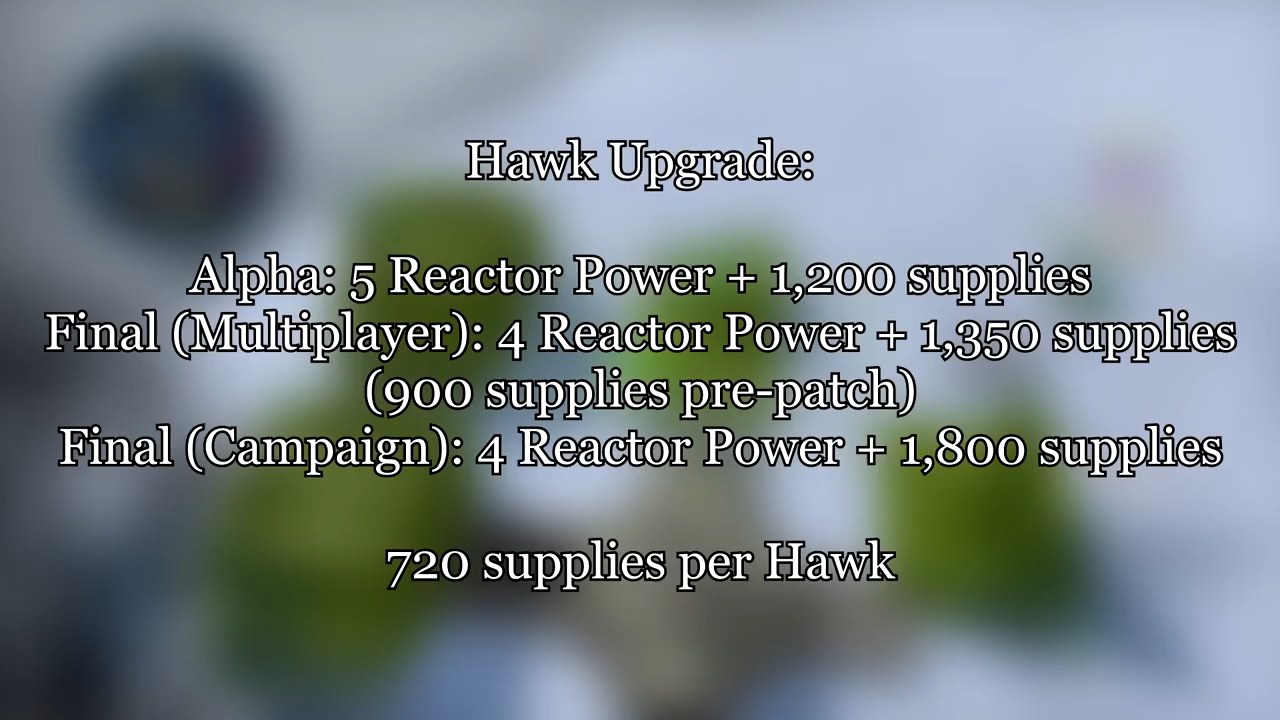 Hawk Upgrade:
Alpha: 5 Reactor Power + 1,200 supplies
Final (Multiplayer): 4 Reactor Power + 1,350 supplies
(900 supplies pre-patch)
Final (Campaign): 4 Reactor Power + 1,800 supplies
720 supplies per Hawk